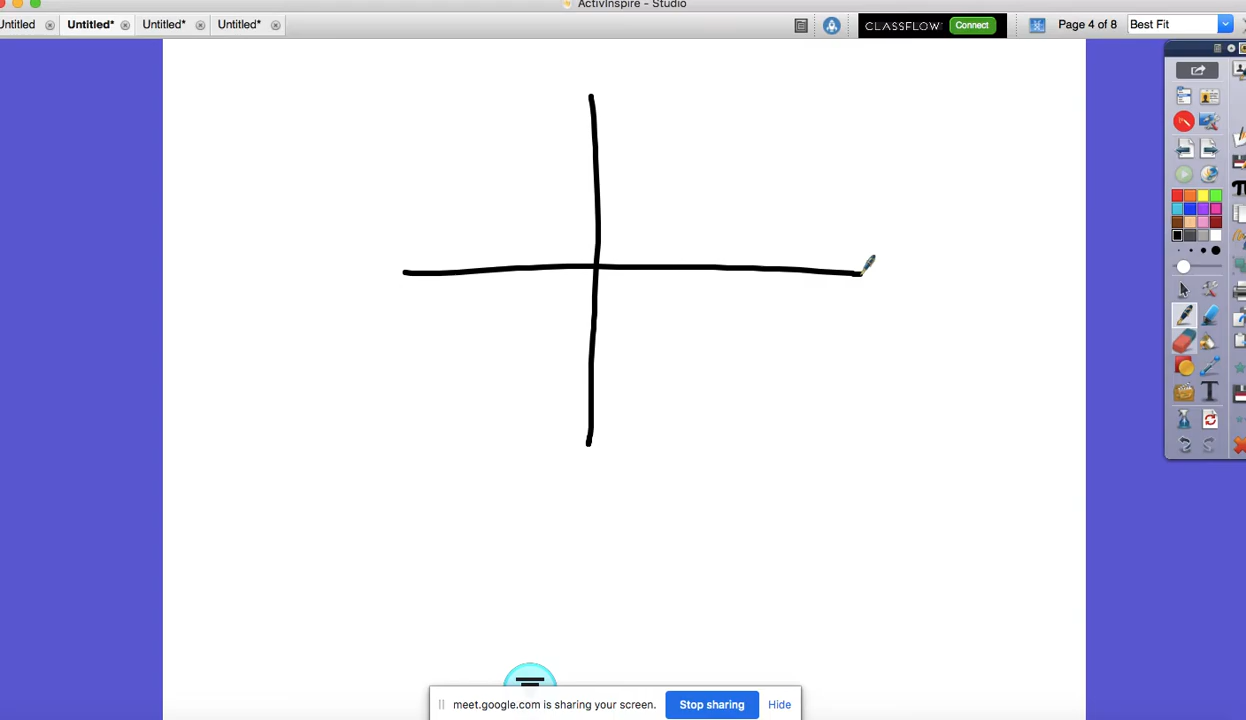 ActivInspire - Studio
Untitled Untitled* Untitled* Untitled* CLASSFLOW Connect Page 4 of 8 Best Fit
T
meet.google.com is sharing your screen. Stop sharing Hide